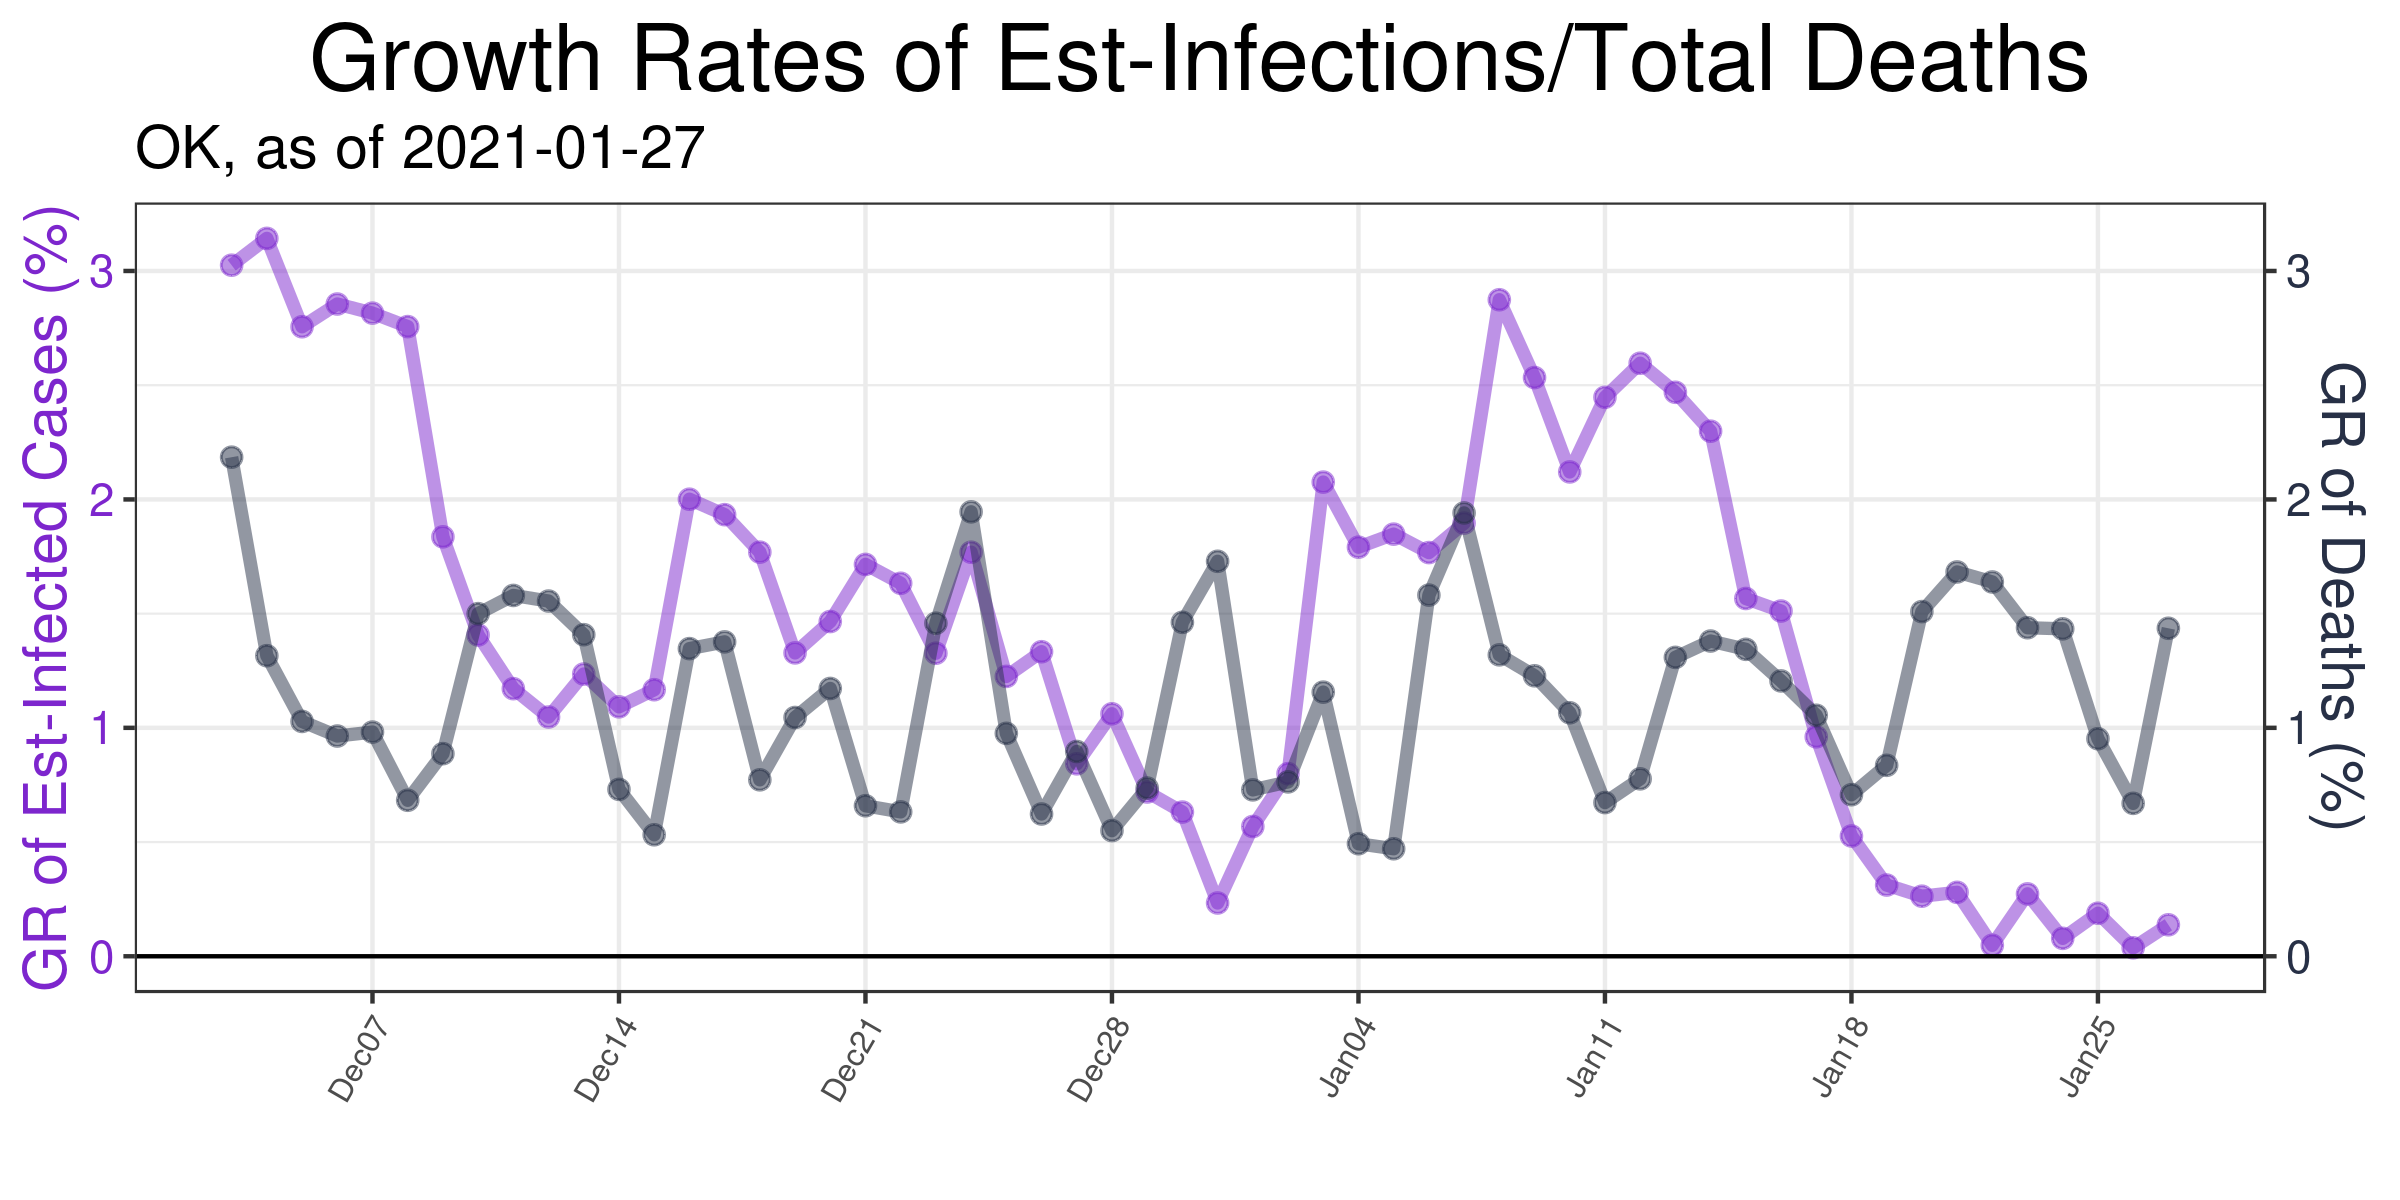 Growth Rates of Est-Infections/Total Deaths
OK, as of 2021-01-27
GR of Est-Infected Cases (%)
3
2
1
0
3
2
1
0
GR of Deaths (%)
Dec07
Dec14
Dec21
Dec28
Jan04
Jan11
Jan18
Jan25